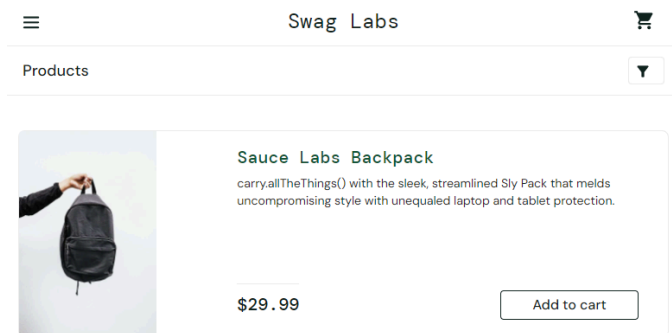 Swag Labs
Products
Sauce Labs Backpack
carry.allTheThings() with the sleek, streamlined Sly Pack that melds
uncompromising style with unequaled laptop and tablet protection.
$29.99
Add to cart